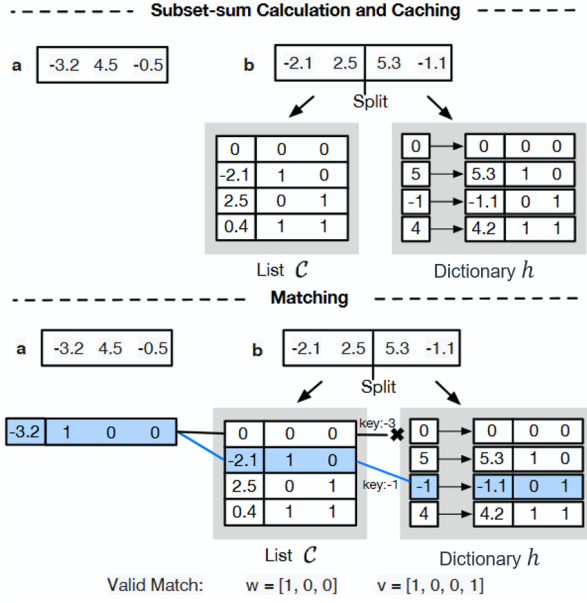 Subset-sum Calculation and Caching
a -3.2 4.5 -0.5 b -2.1 2.5 5.3 -1.1
Split
0 0 0 0 0 0 0
-2.1 1 0 5 5.3 1 0
2.5 0 1 -1 -1.1 0 1
0.4 1 1 4 4.2 1 1
List C Dictionary h
Matching
a -3.2 4.5 -0.5 b -2.1 2.5 5.3 -1.1
Split
key:-3
-3.2 1 0 0 0 0 0 0 0 0 0
-2.1 1 0 5 5.3 1 0
2.5 0 1 key:-1 -1 -1.1 0 1
0.4 1 1 4 4.2 1 1
List C Dictionary h
Valid Match: w = [1, 0, 0] v = [1, 0, 0, 1]